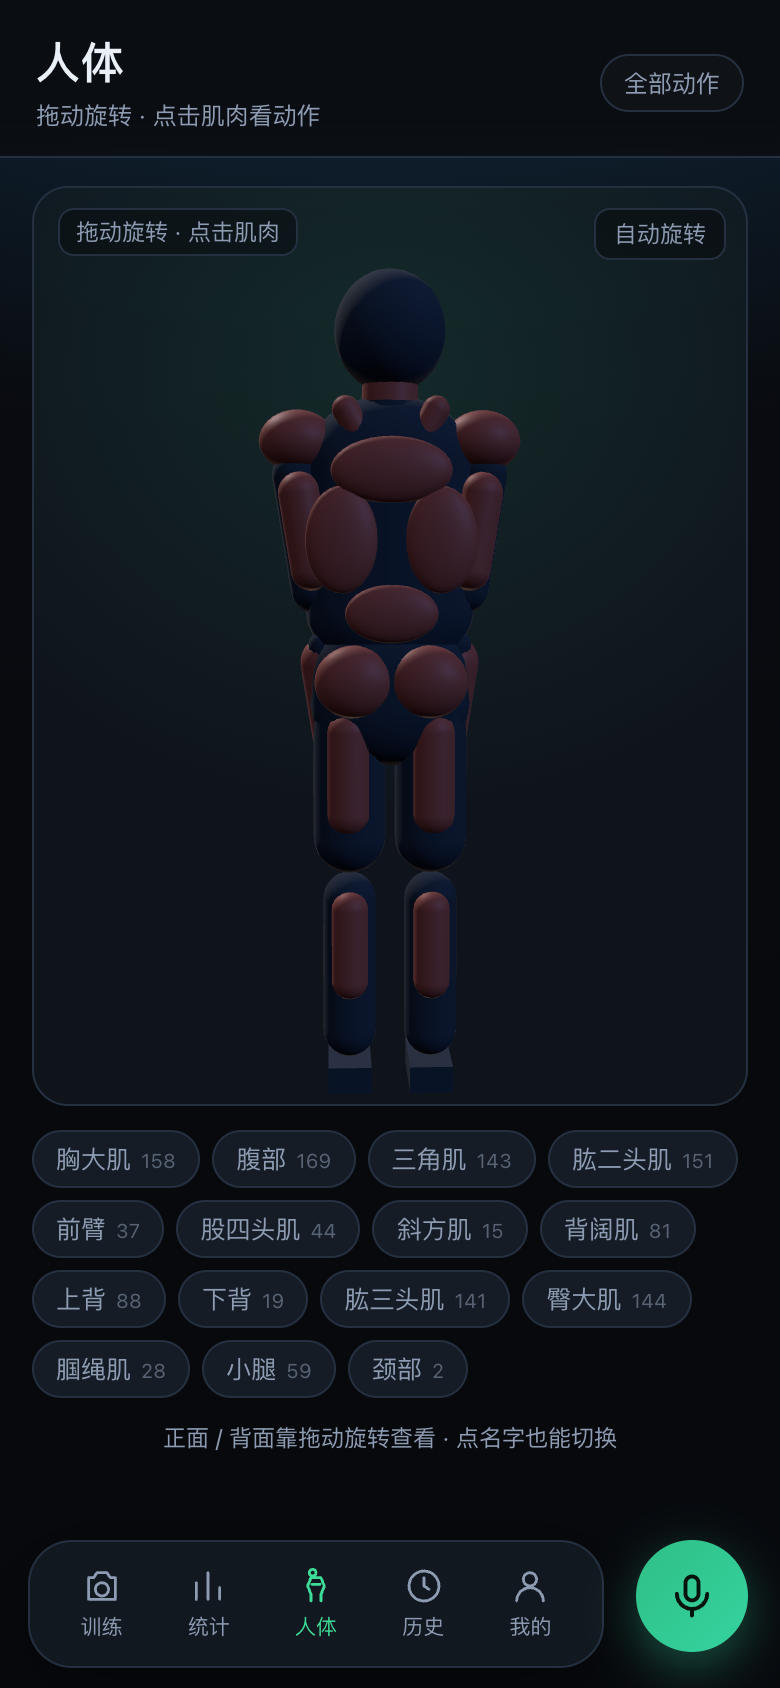 人体
拖动旋转 · 点击肌肉看动作
全部动作
拖动旋转 · 点击肌肉
自动旋转
胸大肌 158
腹部 169
三角肌 143
肱二头肌 151
前臂 37
股四头肌 44
斜方肌 15
背阔肌 81
上背 88
下背 19
肱三头肌 141
臀大肌 144
腘绳肌 28
小腿 59
颈部 2
正面 / 背面靠拖动旋转查看 · 点名字也能切换
训练
统计
人体
历史
我的